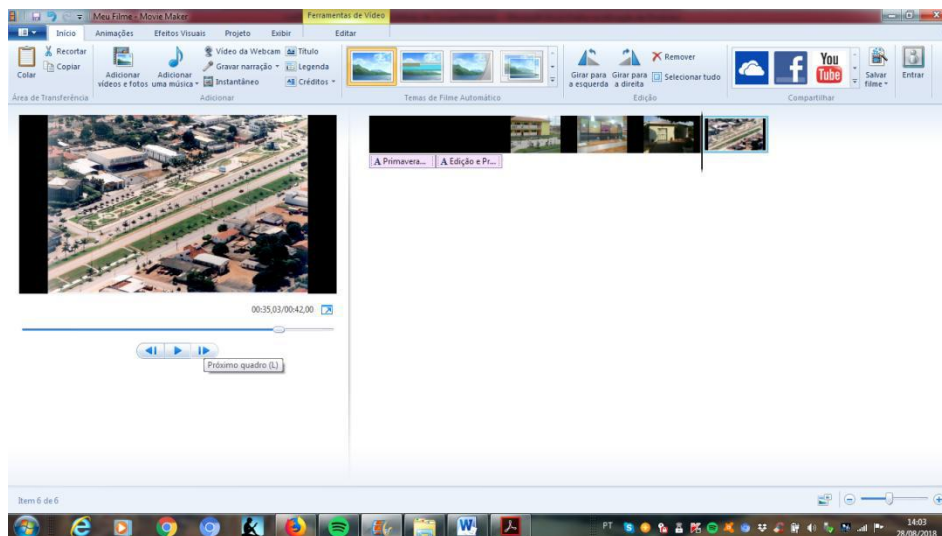 Meu Filme - Movie Maker
Ferramentas de Vídeo
Início Animações Efeitos Visuais Projeto Exibir Editar
Colar
Recortar
Copiar
Área de Transferência
Adicionar vídeos e fotos
Adicionar uma música
Vídeo da Webcam
Gravar narração
Instantâneo
Título
Legenda
Créditos
Adicionar
Temas de Filme Automático
Girar para a esquerda
Girar para a direita
Remover
Selecionar tudo
Edição
You Tube
Compartilhar
Salvar filme
Entrar
A Primavera...
A Edição e Pr...
00:35,03/00:42,00
Próximo quadro (L)
Item 6 de 6
PT
14:03
28/08/2018